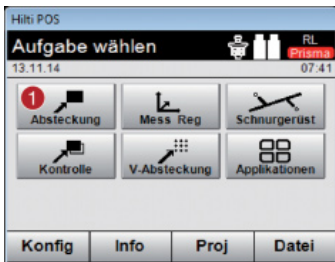 Hilti POS
Aufgabe wählen RL
Prisma
13.11.14 07:41
1
Absteckung Mess Reg Schnurgerüst
Kontrolle V-Absteckung Applikationen
Konfig Info Proj Datei